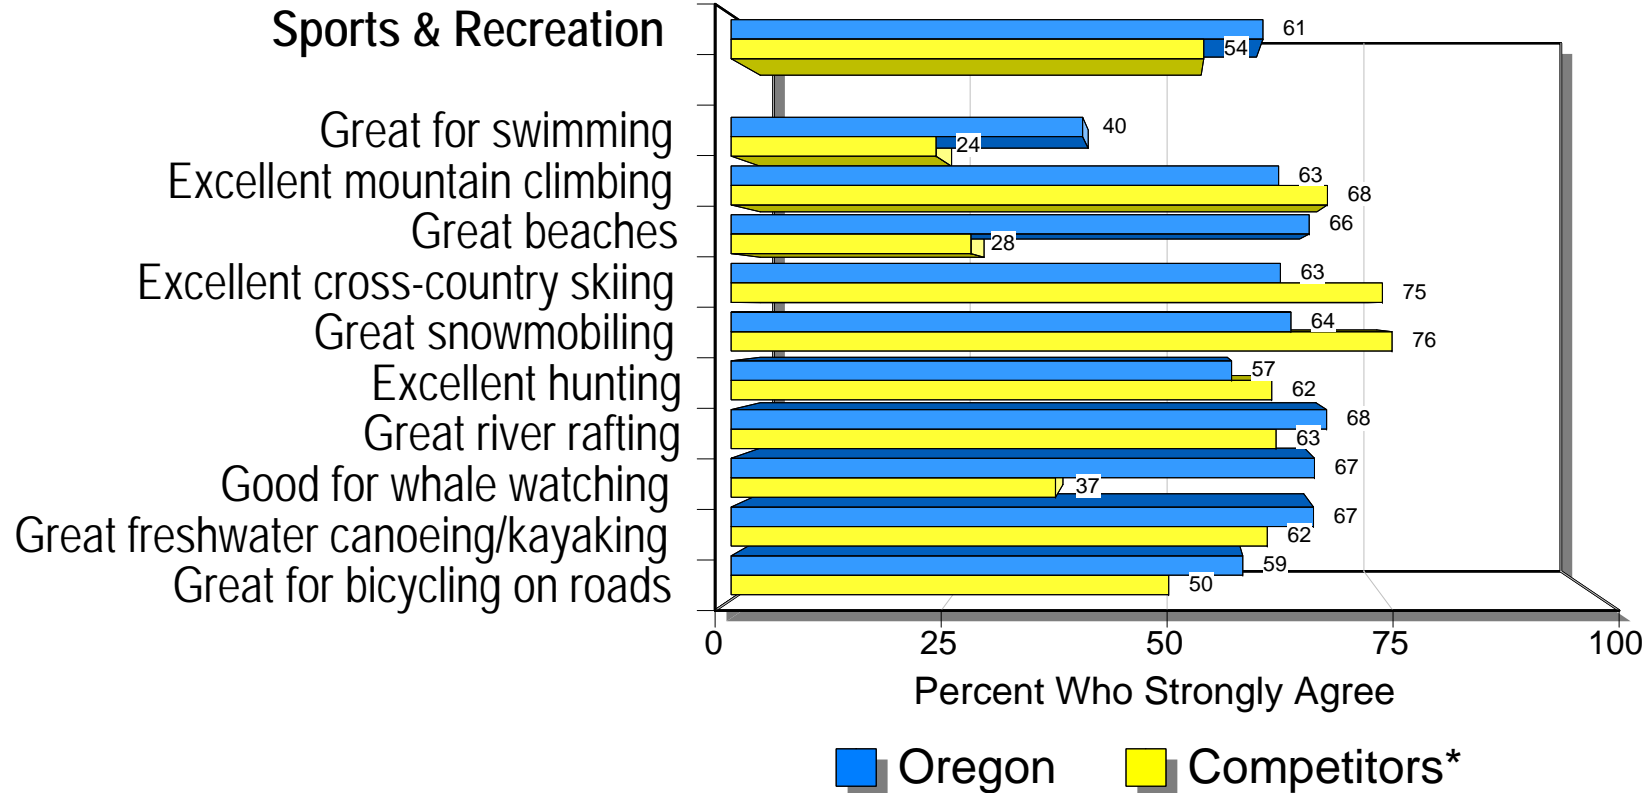 Sports & Recreation 61
54
Great for swimming 40
24
Excellent mountain climbing 63
68
Great beaches 66
28
Excellent cross-country skiing 63
75
Great snowmobiling 64
76
Excellent hunting 57
62
Great river rafting 68
63
Good for whale watching 67
37
Great freshwater canoeing/kayaking 67
62
Great for bicycling on roads 59
50
0 25 50 75 100
Percent Who Strongly Agree
Oregon Competitors*